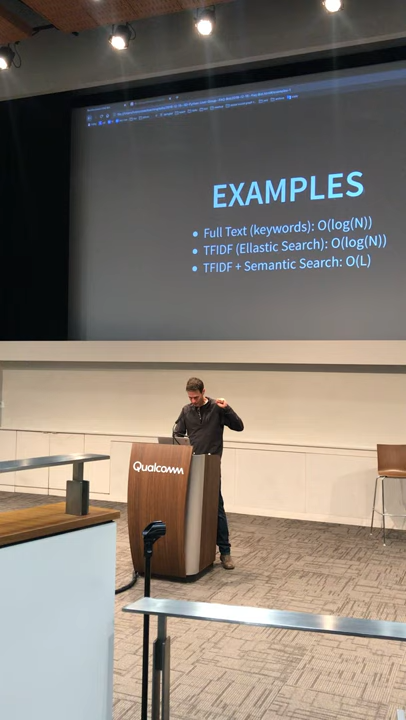 EXAMPLES
Full Text (keywords): O(log(N))
TFIDF (Ellastic Search): O(log(N))
TFIDF + Semantic Search: O(L)
Qualcomm